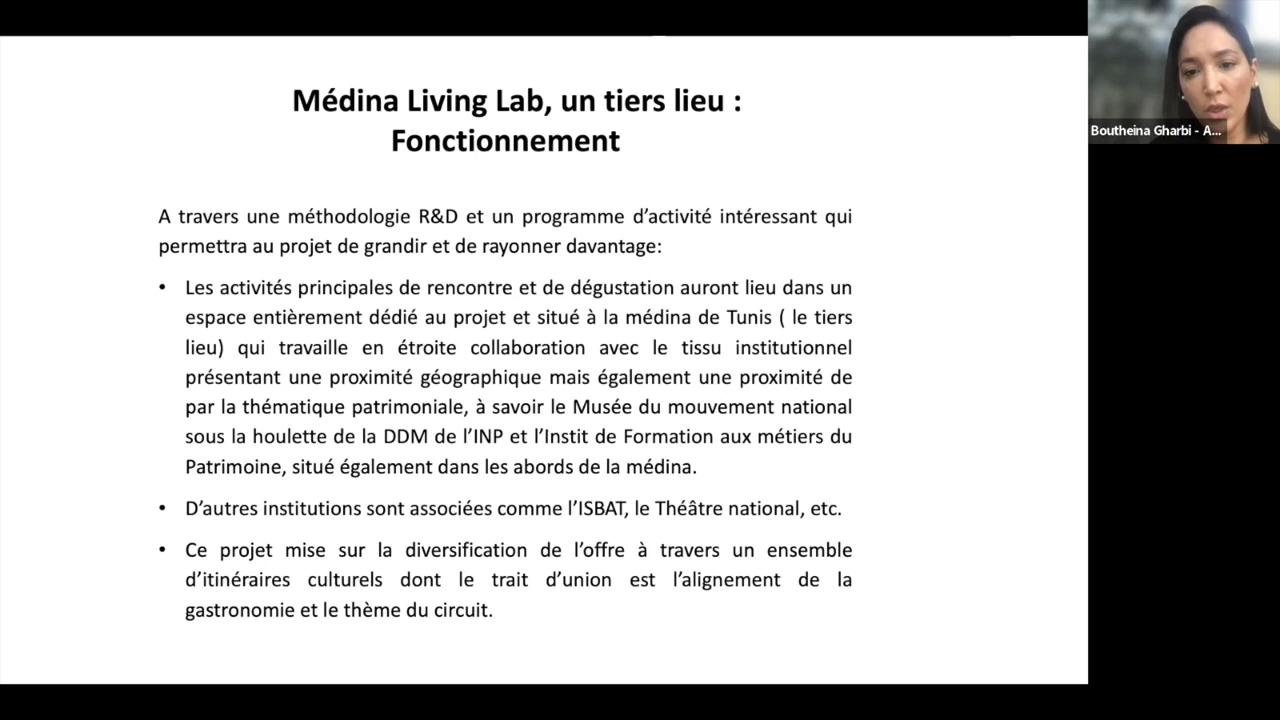 Médina Living Lab, un tiers lieu :
Fonctionnement
A travers une méthodologie R&D et un programme d’activité intéressant qui
permettra au projet de grandir et de rayonner davantage:
• Les activités principales de rencontre et de dégustation auront lieu dans un
espace entièrement dédié au projet et situé à la médina de Tunis ( le tiers
lieu) qui travaille en étroite collaboration avec le tissu institutionnel
présentant une proximité géographique mais également une proximité de
par la thématique patrimoniale, à savoir le Musée du mouvement national
sous la houlette de la DDM de l’INP et l’Instit de Formation aux métiers du
Patrimoine, situé également dans les abords de la médina.
• D’autres institutions sont associées comme l’ISBAT, le Théâtre national, etc.
• Ce projet mise sur la diversification de l’offre à travers un ensemble
d’itinéraires culturels dont le trait d’union est l’alignement de la
gastronomie et le thème du circuit.
Boutheina Gharbi - A...